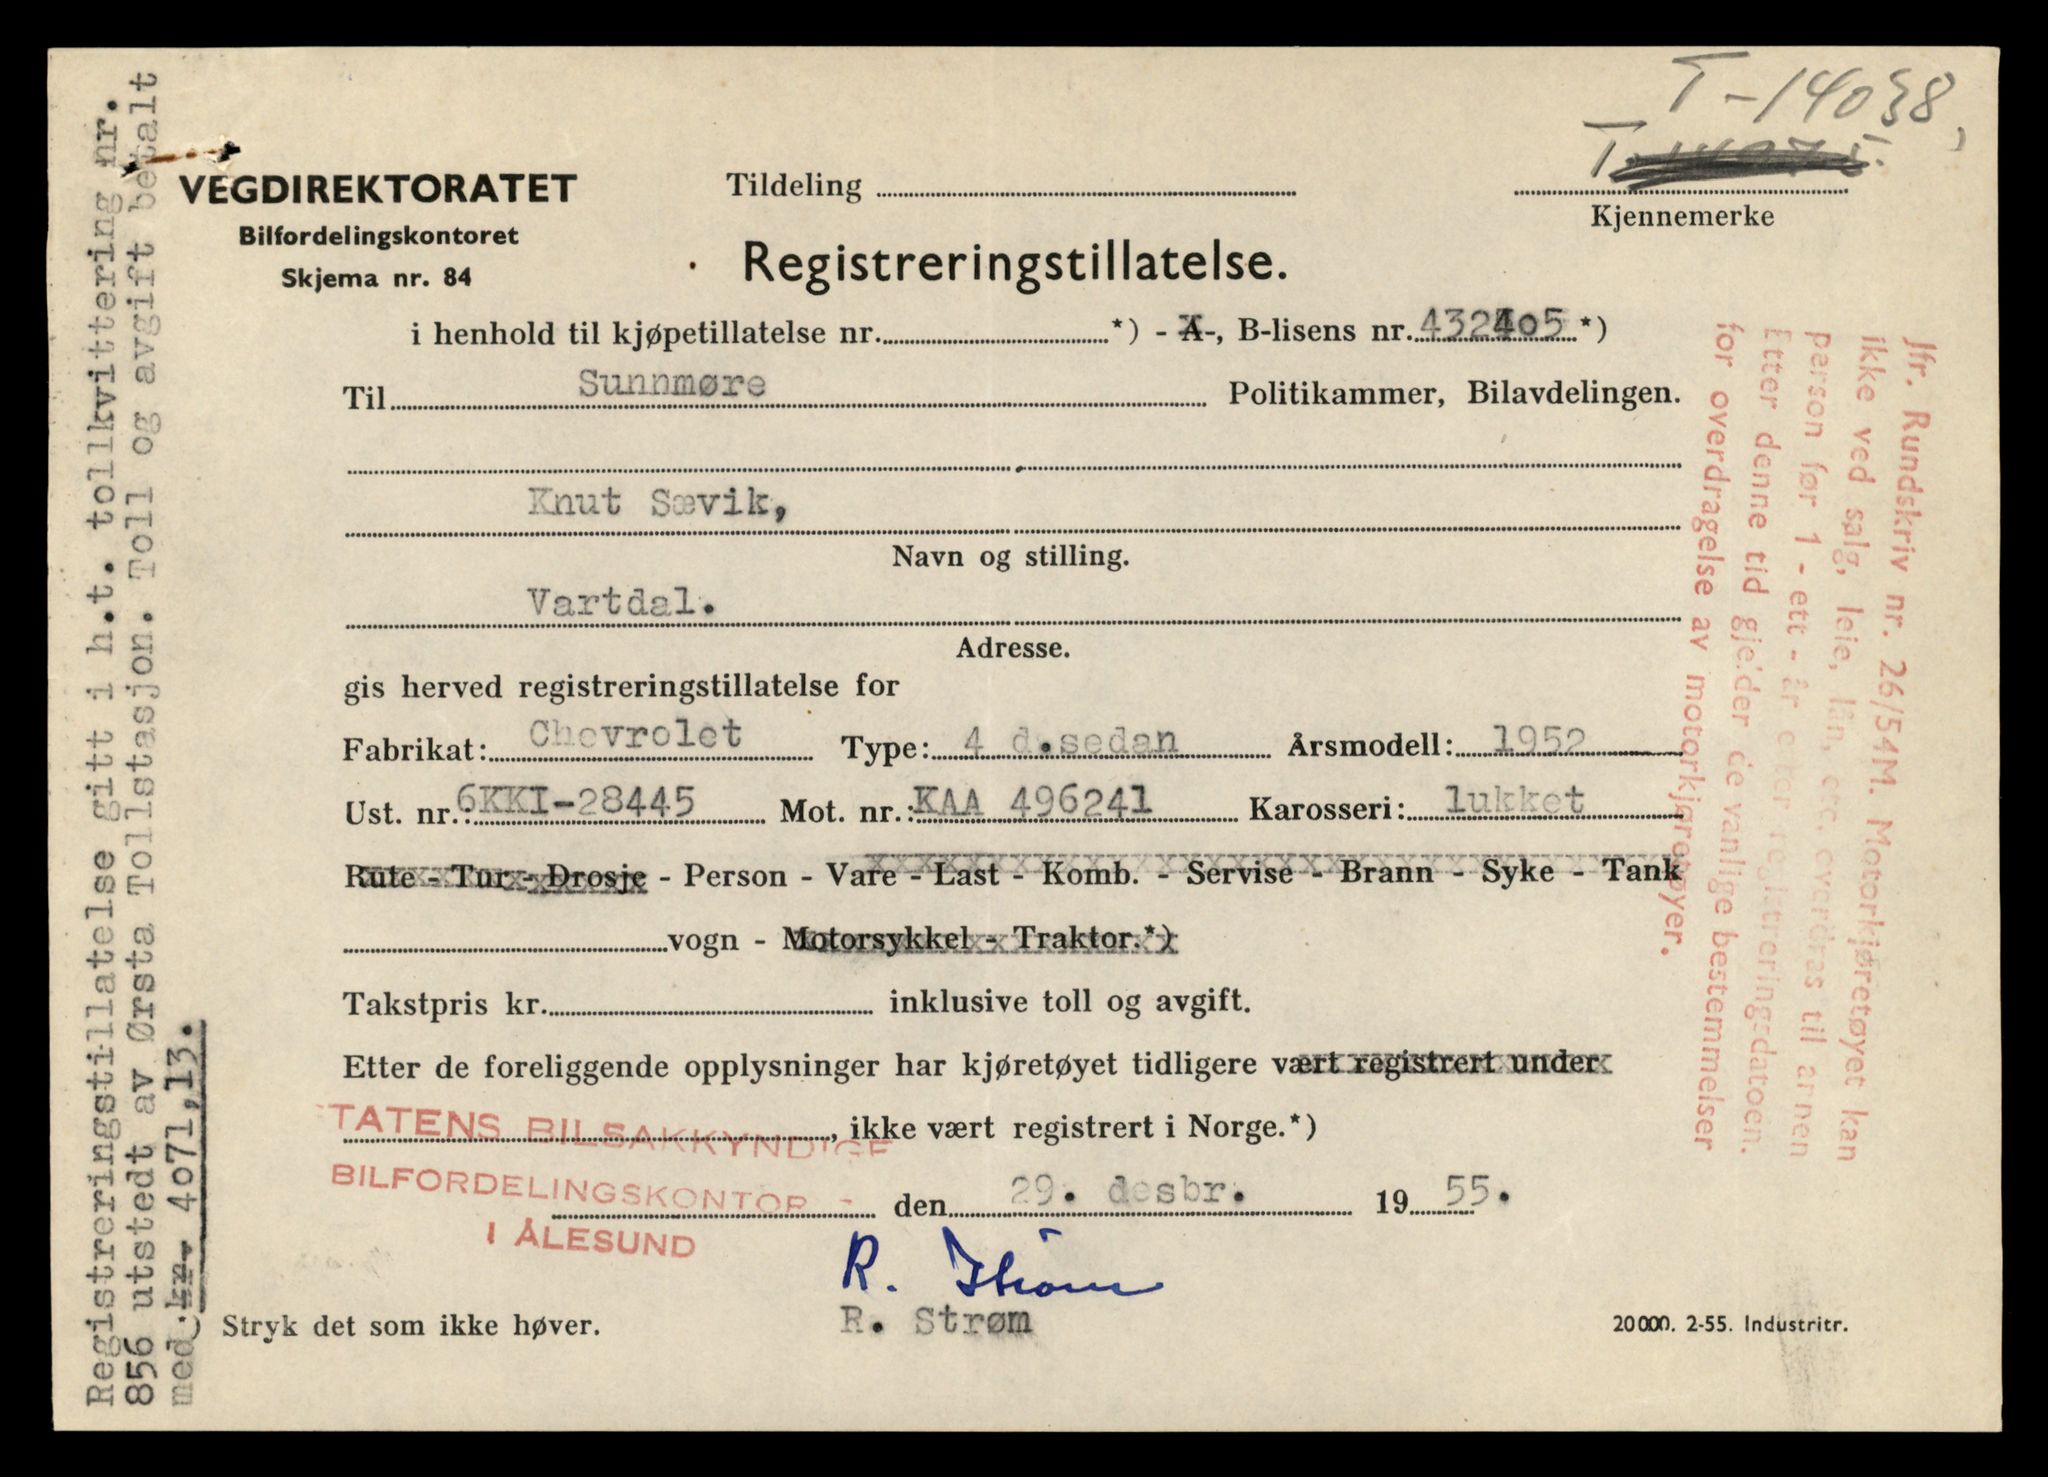 T-14038,
VEGDIREKTORATET
Bilfordelingskontoret
Skjema nr. 84
Tildeling
Kjennemerke
Registreringstillatelse.
i henhold til kjøpetillatelse nr. *) - A-, B-lisens nr. 432405 *)
Til Sunnmøre Politikammer, Bilavdelingen.
Knut Sævik,
Navn og stilling.
Vartdal.
Adresse.
gis herved registreringstillatelse for
Fabrikat: Chevrolet Type: 4 d.sedan Årsmodell: 1952
Ust. nr.: 6KKI-28445 Mot. nr.: KAA 496241 Karosseri: lukket
Rute - Tur - Drosje - Person - Vare - Last - Komb. - Servise - Brann - Syke - Tank
vogn - Motorsykkel - Traktor.*)
Takstpris kr. inklusive toll og avgift.
Etter de foreliggende opplysninger har kjøretøyet tidligere vært registrert under
, ikke vært registrert i Norge.*)
TATENS BILSAKKYNDIGE
BILFORDELINGSKONTOR -
I ÅLESUND
den 29. desbr. 19 55.
R. Strøm
R. Strøm
Stryk det som ikke høver.
20000. 2-55. Industritr.
Registreringstillatelse gitt i h.t. tollkvittering nr.
856 utstedt av Ørsta Tollstasjon. Toll og avgift betalt
med kr. 4071,13.
Jfr. Rundskriv nr. 26/54M. Motorkjøretøyet kan
ikke ved salg, leie, lån, etc. overdras til annen
person før 1 - ett - år etter registreringsdatoen.
Etter denne tid gjelder de vanlige bestemmelser
for overdragelse av motorkjøretøyer.